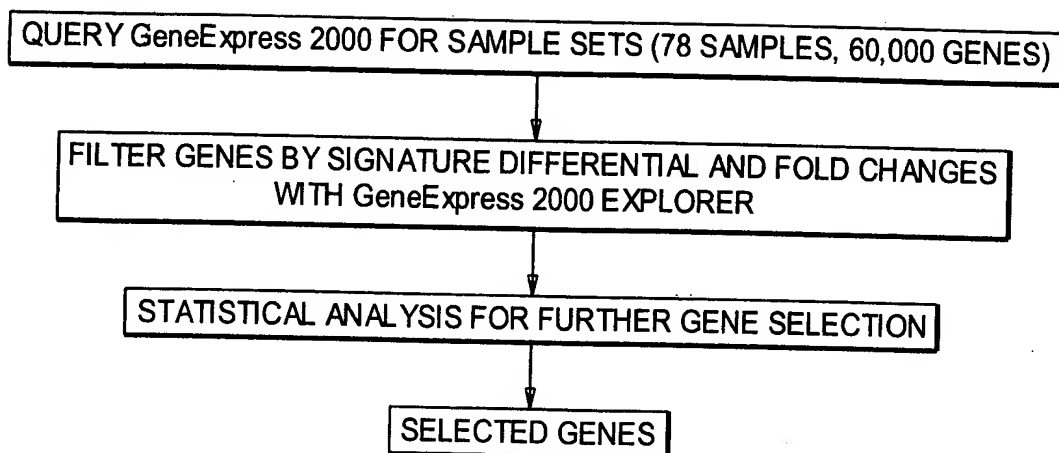 QUERY GeneExpress 2000 FOR SAMPLE SETS (78 SAMPLES, 60,000 GENES)
FILTER GENES BY SIGNATURE DIFFERENTIAL AND FOLD CHANGES
WITH GeneExpress 2000 EXPLORER
STATISTICAL ANALYSIS FOR FURTHER GENE SELECTION
SELECTED GENES